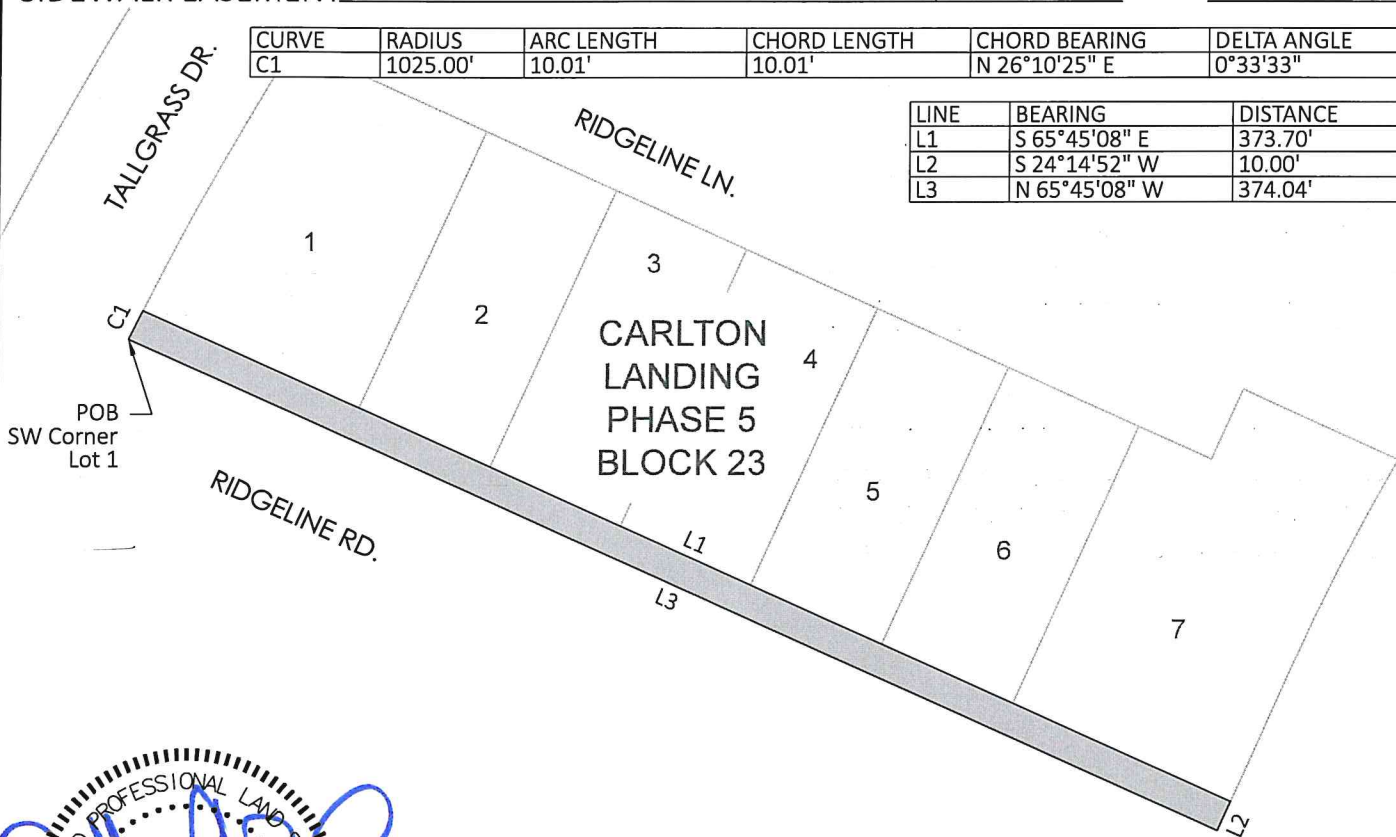 SIDEWALK EASEMENT
CURVE RADIUS ARC LENGTH CHORD LENGTH CHORD BEARING DELTA ANGLE
C1 1025.00' 10.01' 10.01' N 26°10'25" E 0°33'33"
LINE BEARING DISTANCE
L1 S 65°45'08" E 373.70'
L2 S 24°14'52" W 10.00'
L3 N 65°45'08" W 374.04'
TALLGRASS DR.
RIDGELINE LN.
1
2
3
4
5
6
7
CARLTON
LANDING
PHASE 5
BLOCK 23
C1
POB
SW Corner
Lot 1
RIDGELINE RD.
L1
L3
L2
PROFESSIONAL LAND